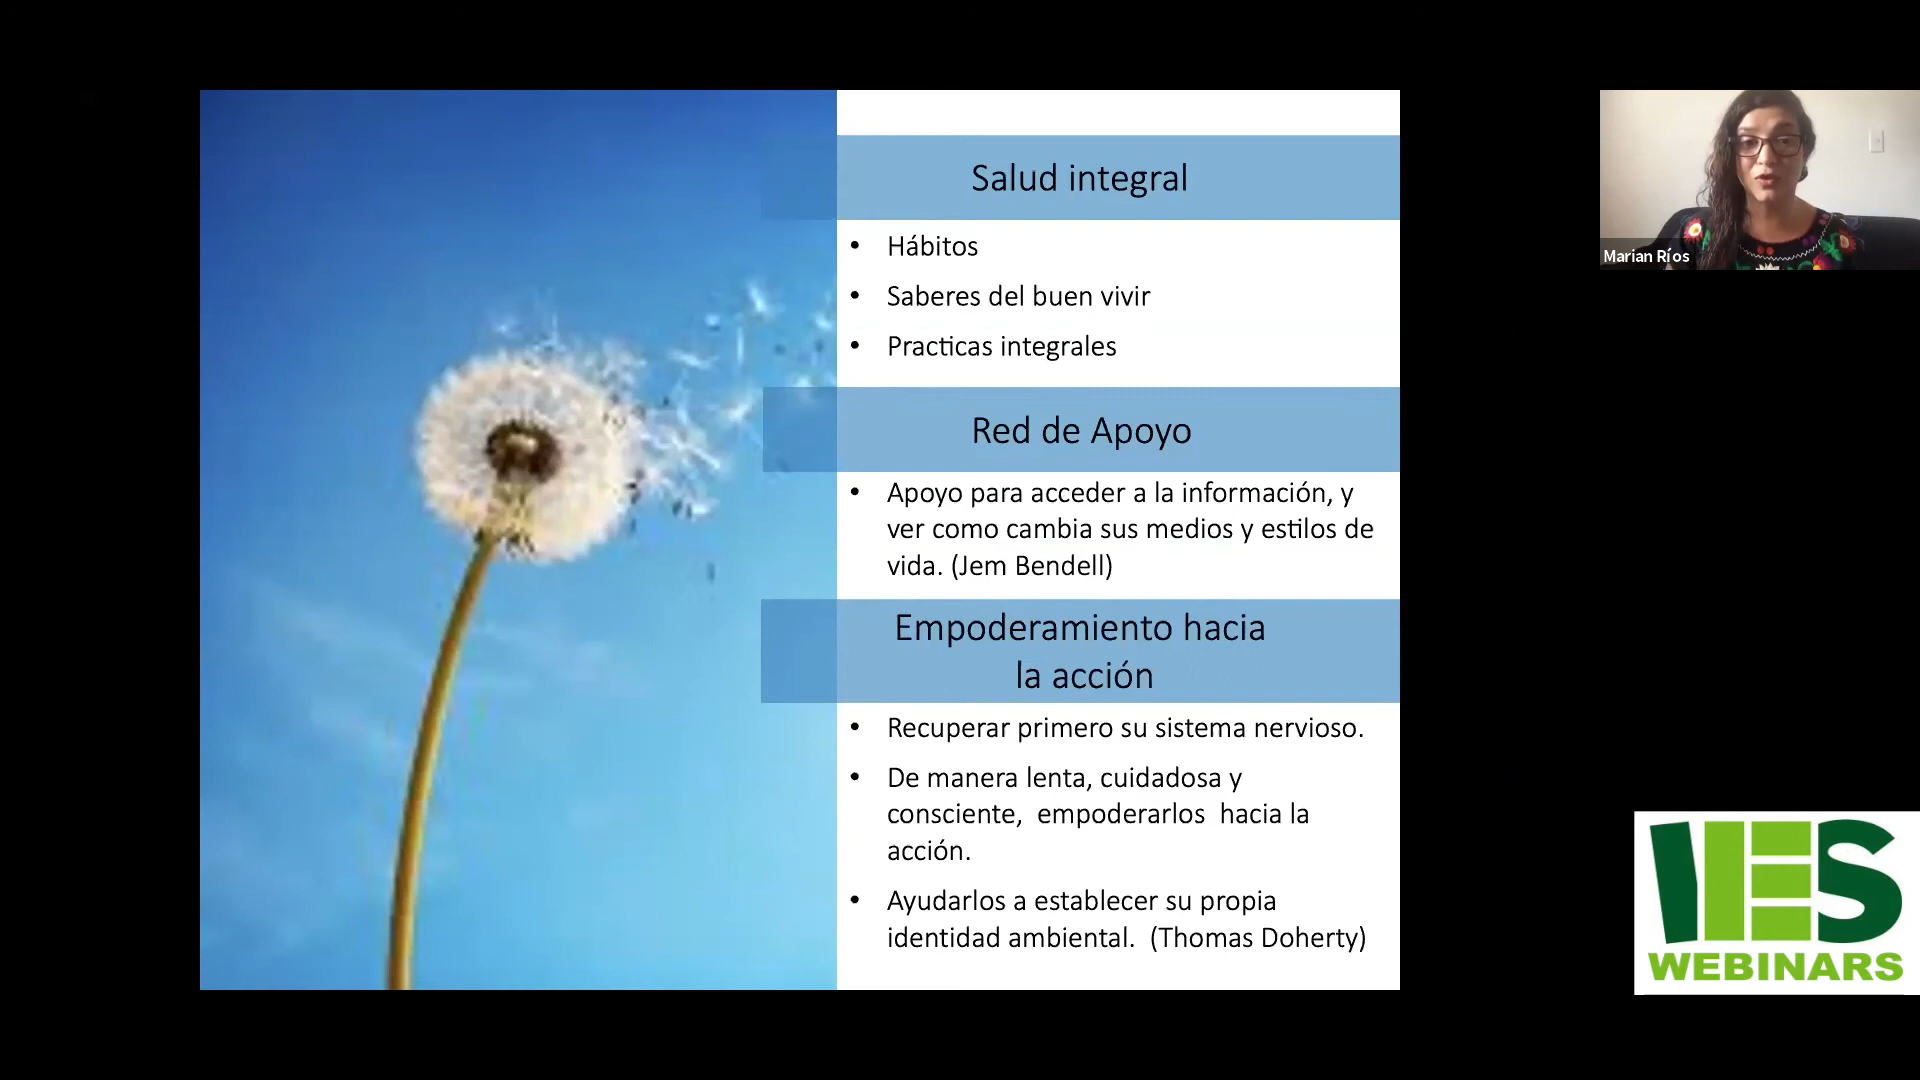 Salud integral
• Hábitos
• Saberes del buen vivir
• Practicas integrales
Red de Apoyo
• Apoyo para acceder a la información, y
ver como cambia sus medios y estilos de
vida. (Jem Bendell)
Empoderamiento hacia
la acción
• Recuperar primero su sistema nervioso.
• De manera lenta, cuidadosa y
consciente, empoderarlos hacia la
acción.
• Ayudarlos a establecer su propia
identidad ambiental. (Thomas Doherty)
Marian Ríos
IES
WEBINARS